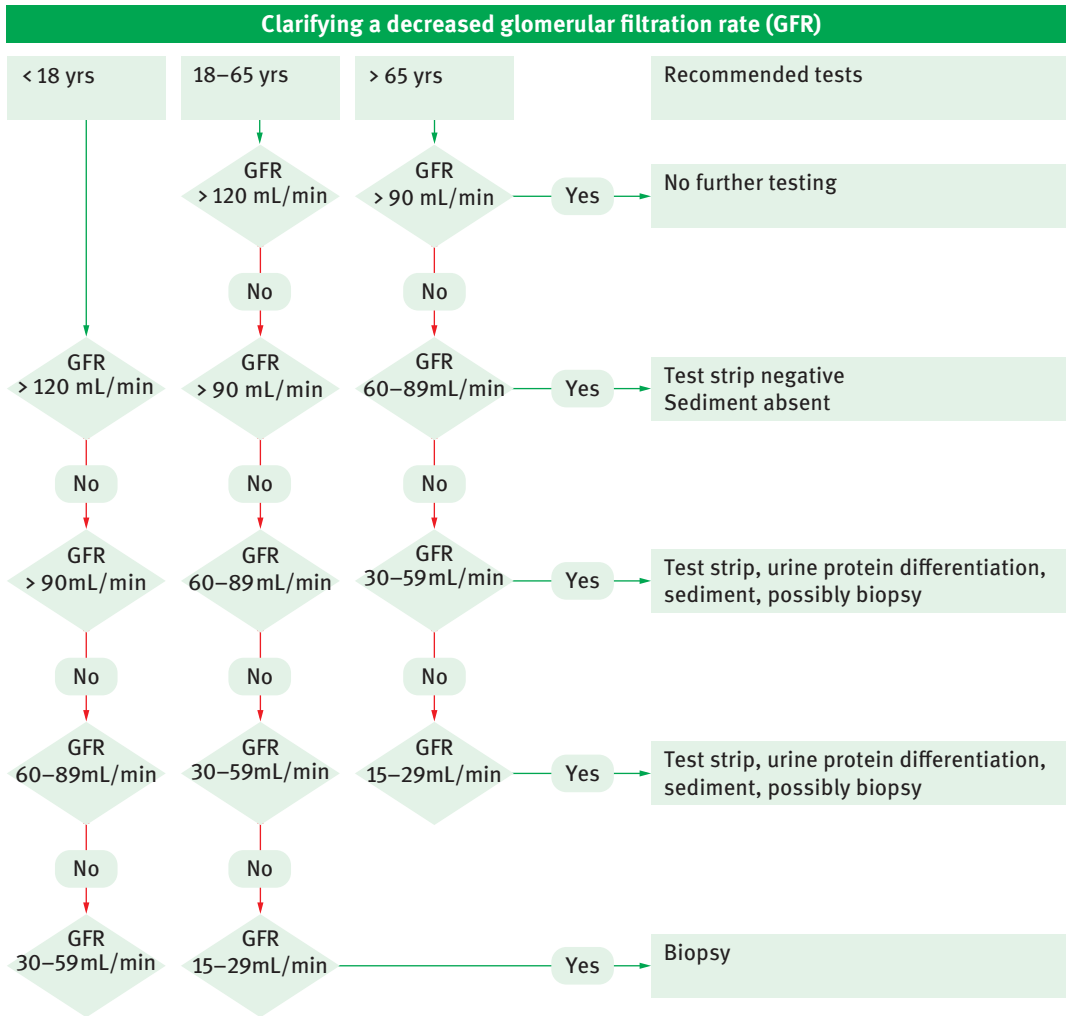 Clarifying a decreased glomerular filtration rate (GFR)
< 18 yrs
18–65 yrs
> 65 yrs
Recommended tests
GFR
> 120 mL/min
GFR
> 90 mL/min
Yes
No further testing
No
No
GFR
> 120 mL/min
GFR
> 90 mL/min
GFR
60–89mL/min
Yes
Test strip negative
Sediment absent
No
No
No
GFR
> 90mL/min
GFR
60–89mL/min
GFR
30–59mL/min
Yes
Test strip, urine protein differentiation,
sediment, possibly biopsy
No
No
No
GFR
60–89mL/min
GFR
30–59mL/min
GFR
15–29mL/min
Yes
Test strip, urine protein differentiation,
sediment, possibly biopsy
No
No
GFR
30–59mL/min
GFR
15–29mL/min
Yes
Biopsy